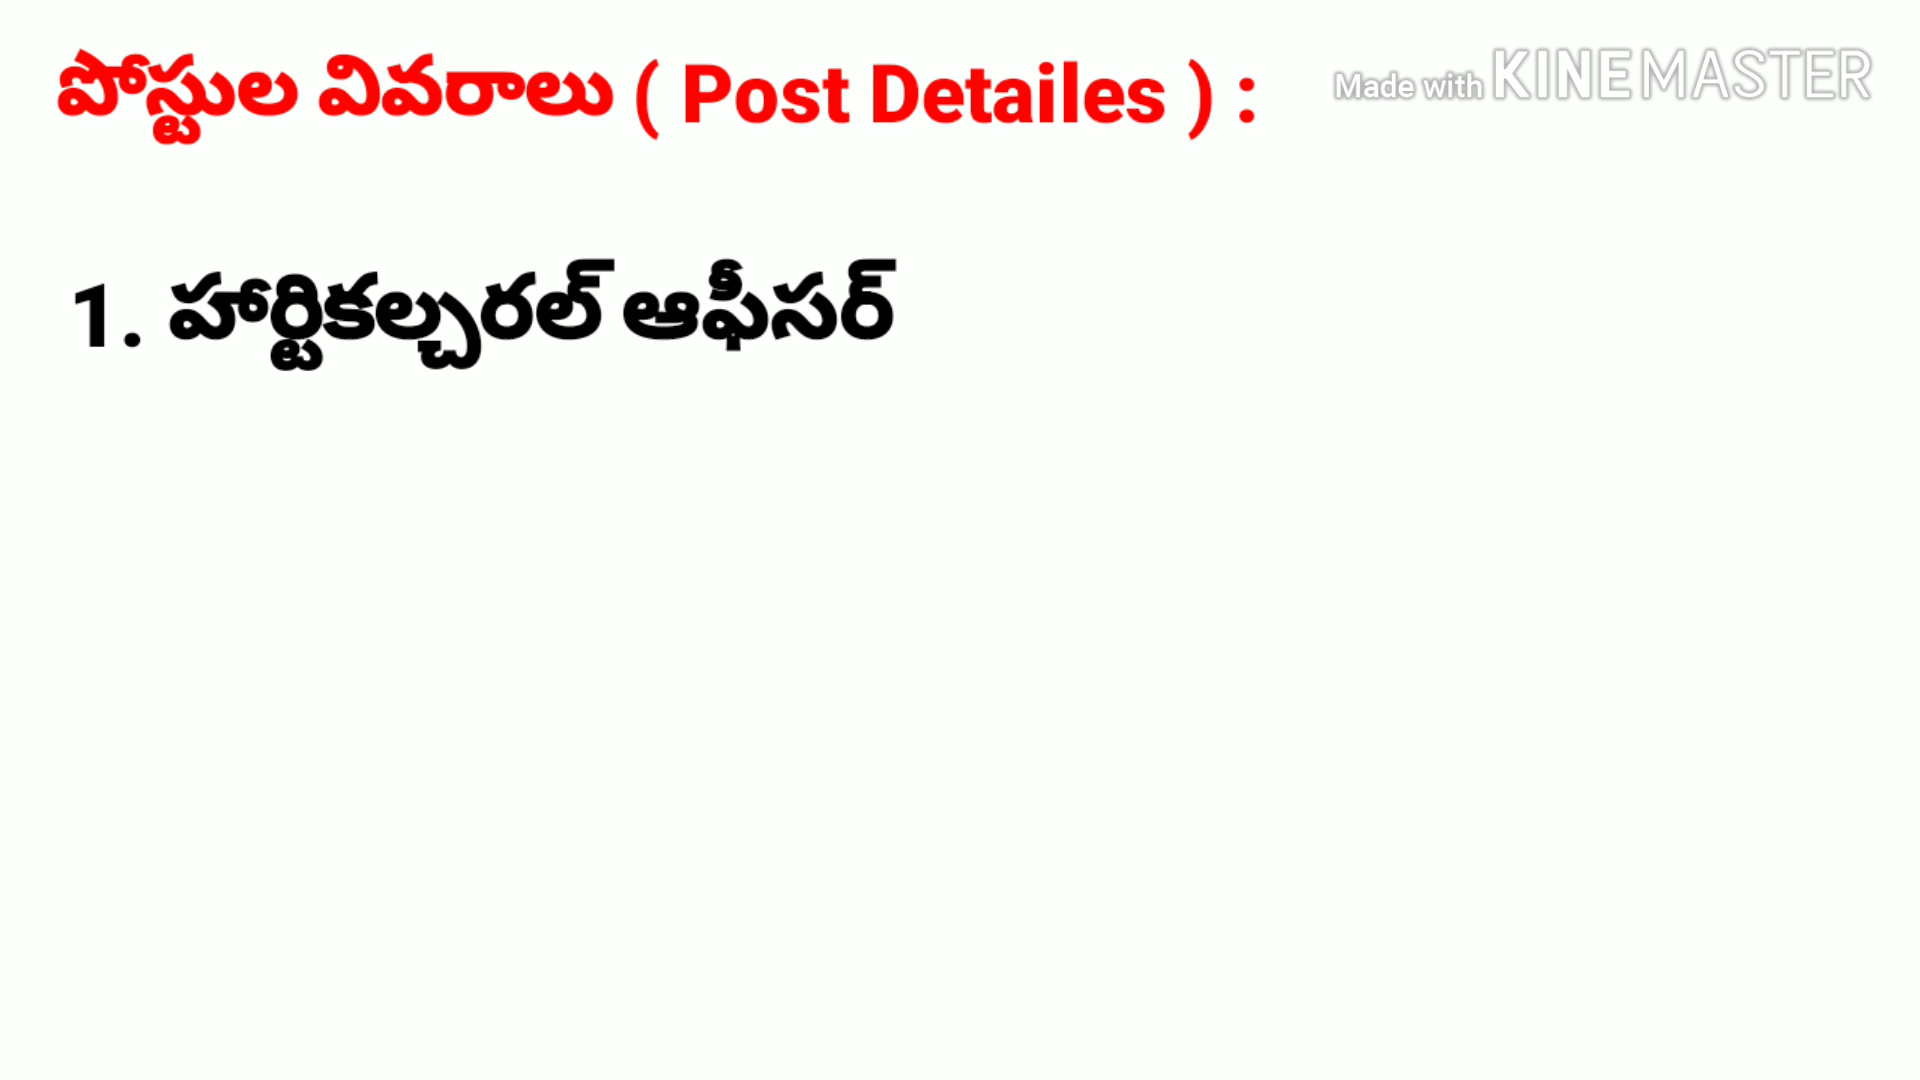 పోస్టుల వివరాలు ( Post Detailes ) :
Made with KINEMASTER
1. హార్టికల్చరల్ ఆఫీసర్